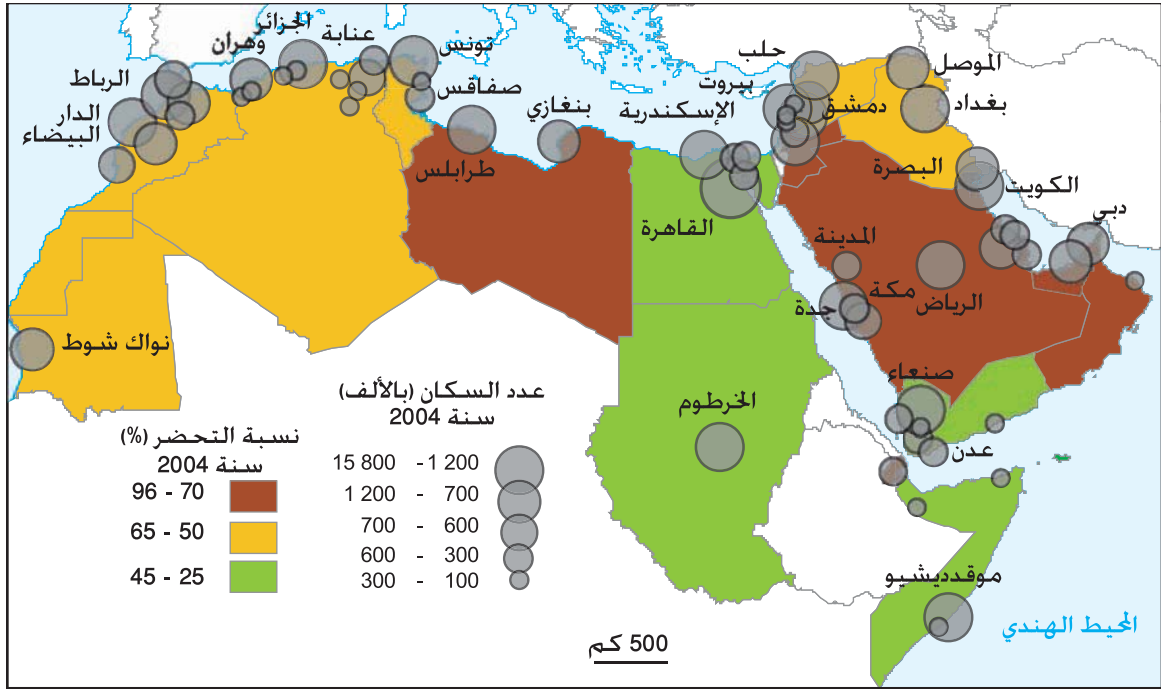 الجزائر
عنابة
وهران
تونس
الرباط
صفاقس
الدار
البيضاء
حلب
الموصل
بيروت
دمشق
بغداد
الإسكندرية
بنغازي
طرابلس
البصرة
الكويت
القاهرة
دبي
المدينة
مكة
الرياض
جدة
نواك شوط
صنعاء
الخرطوم
عدن
موقدديشيو
المحيط الهندي
عدد السكان (بالألف)
سنة 2004
15 800 - 1 200
1 200 - 700
700 - 600
600 - 300
300 - 100
نسبة التحضر (%)
سنة 2004
96 - 70
65 - 50
45 - 25
500 كم